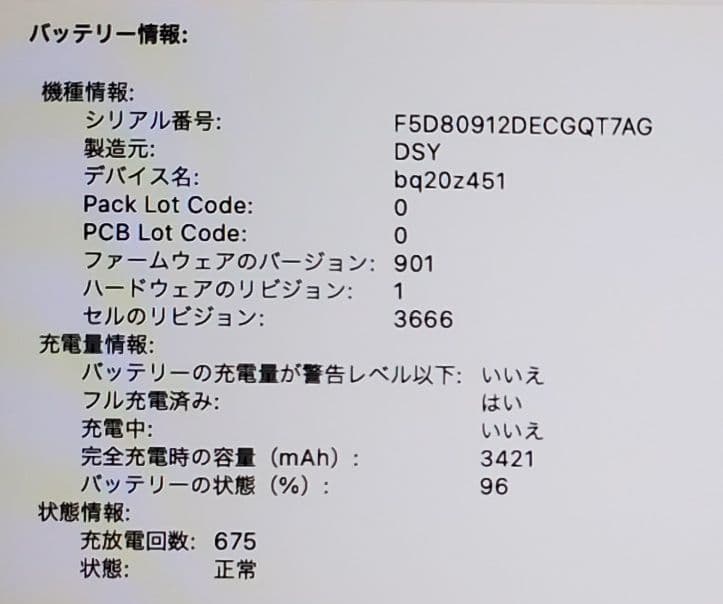 バッテリー情報:
機種情報:
シリアル番号: F5D80912DECGQT7AG
製造元: DSY
デバイス名: bq20z451
Pack Lot Code: 0
PCB Lot Code: 0
ファームウェアのバージョン: 901
ハードウェアのリビジョン: 1
セルのリビジョン: 3666
充電量情報:
バッテリーの充電量が警告レベル以下: いいえ
フル充電済み: はい
充電中: いいえ
完全充電時の容量（mAh）: 3421
バッテリーの状態（%）: 96
状態情報:
充放電回数: 675
状態: 正常